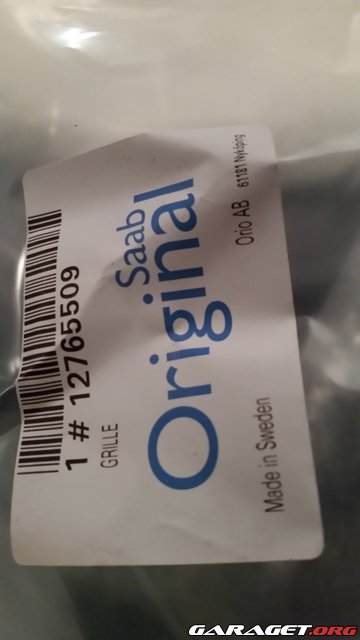 1 # 12765509
GRILLE
Saab
Original
Made in Sweden
Orio AB 61181 Nyköping
GARAGET.ORG